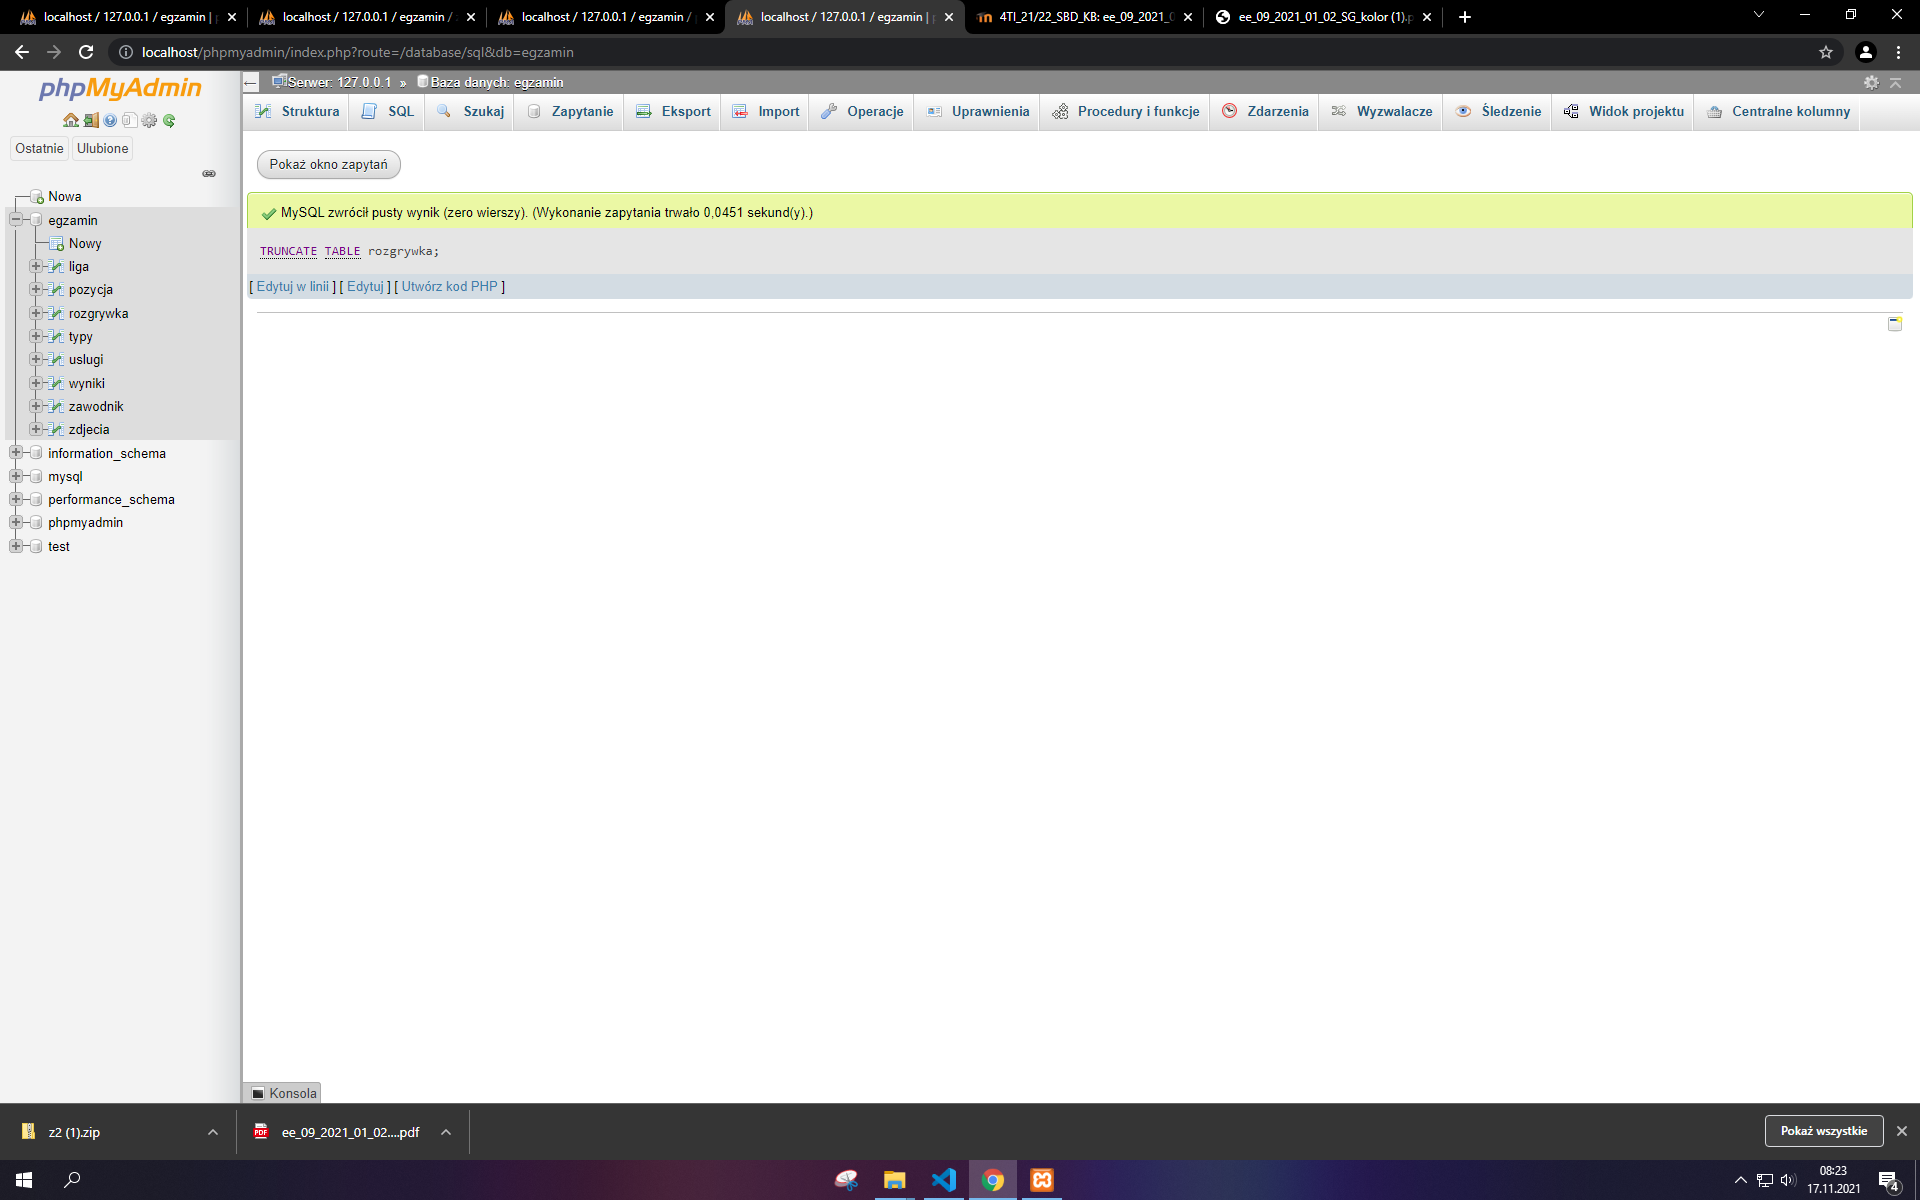 localhost / 127.0.0.1 / egzamin |
localhost / 127.0.0.1 / egzamin /
localhost / 127.0.0.1 / egzamin /
localhost / 127.0.0.1 / egzamin |
4TI_21/22_SBD_KB: ee_09_2021_
ee_09_2021_01_02_SG_kolor (1).p
localhost/phpmyadmin/index.php?route=/database/sql&db=egzamin
phpMyAdmin
Ostatnie
Ulubione
Nowa
egzamin
Nowy
liga
pozycja
rozgrywka
typy
uslugi
wyniki
zawodnik
zdjecia
information_schema
mysql
performance_schema
phpmyadmin
test
Serwer: 127.0.0.1 » Baza danych: egzamin
Struktura
SQL
Szukaj
Zapytanie
Eksport
Import
Operacje
Uprawnienia
Procedury i funkcje
Zdarzenia
Wyzwalacze
Śledzenie
Widok projektu
Centralne kolumny
Pokaż okno zapytań
MySQL zwrócił pusty wynik (zero wierszy). (Wykonanie zapytania trwało 0,0451 sekund(y).)
TRUNCATE TABLE rozgrywka;
[ Edytuj w linii ] [ Edytuj ] [ Utwórz kod PHP ]
Konsola
z2 (1).zip
PDF
ee_09_2021_01_02....pdf
Pokaż wszystkie
08:23
17.11.2021
4